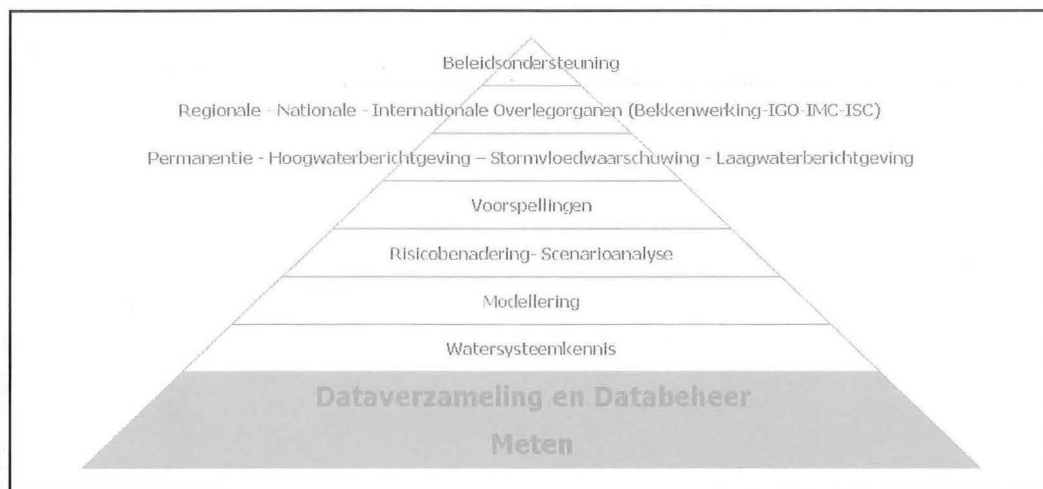 Beleidsondersteuning
Regionale - Nationale - Internationale Overlegorganen (Bekkenwerking-IGO-IMC-ISC)
Permanentie - Hoogwaterberichtgeving – Stormvloedwaarschuwing - Laagwaterberichtgeving
Voorspellingen
Risicobenadering- Scenarioanalyse
Modellering
Watersysteemkennis
Dataverzameling en Databeheer
Meten